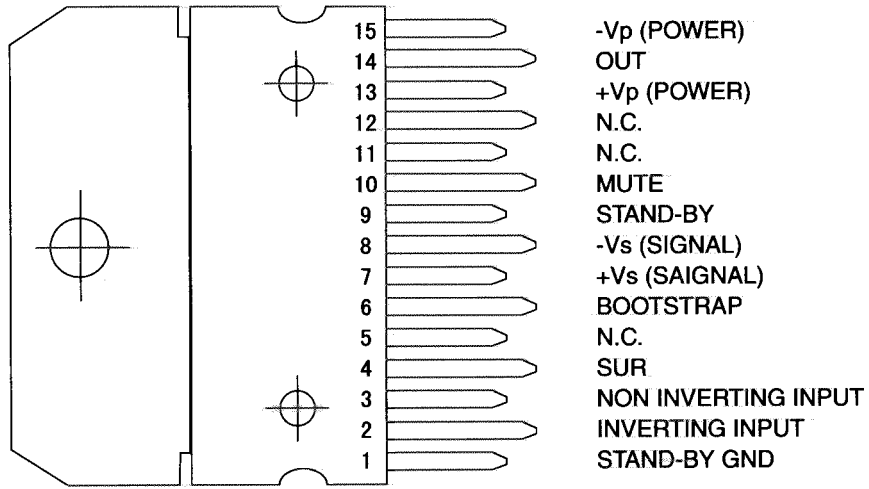 15 -Vp (POWER)
14 OUT
13 +Vp (POWER)
12 N.C.
11 N.C.
10 MUTE
9 STAND-BY
8 -Vs (SIGNAL)
7 +Vs (SAIGNAL)
6 BOOTSTRAP
5 N.C.
4 SUR
3 NON INVERTING INPUT
2 INVERTING INPUT
1 STAND-BY GND